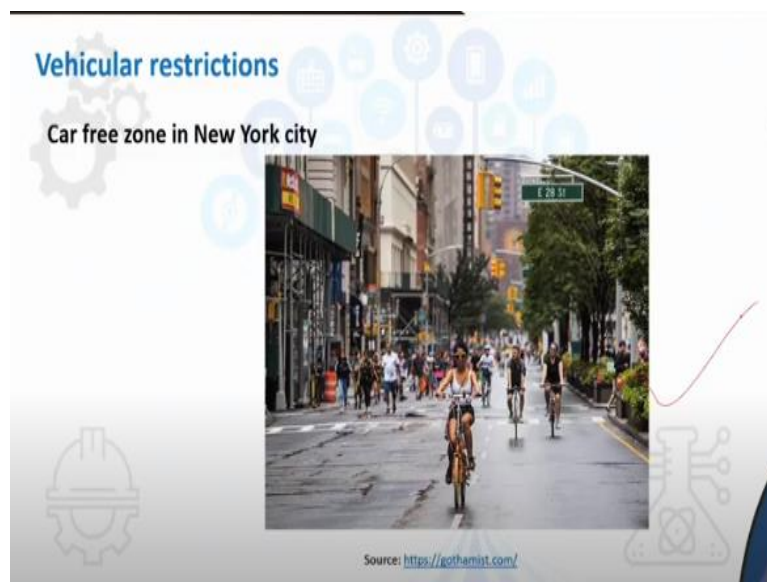 Vehicular restrictions
Car free zone in New York city
E 28 St
Source: https://gothamist.com/